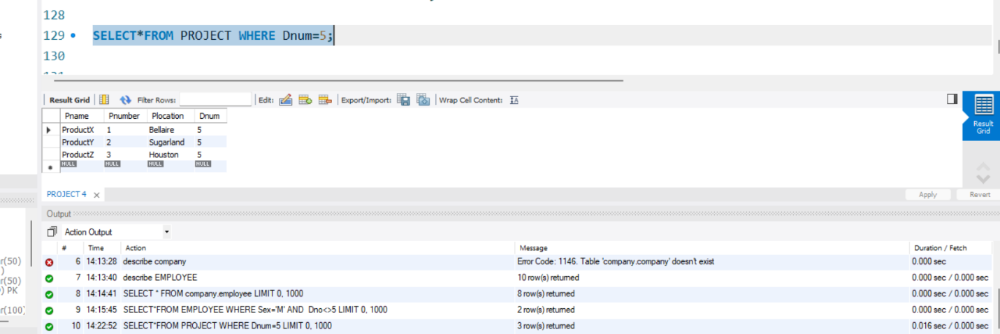 128
129 SELECT*FROM PROJECT WHERE Dnum=5;
130
Result Grid Filter Rows: Edit: Export/Import: Wrap Cell Content:
Result Grid
Pname Pnumber Plocation Dnum
ProductX 1 Bellaire 5
ProductY 2 Sugarland 5
ProductZ 3 Houston 5
NULL NULL NULL NULL
PROJECT 4
Apply Revert
Output
Action Output
# Time Action Message Duration / Fetch
6 14:13:28 describe company Error Code: 1146. Table 'company.company' doesn't exist 0.000 sec
7 14:13:40 describe EMPLOYEE 10 row(s) returned 0.000 sec / 0.000 sec
8 14:14:41 SELECT * FROM company.employee LIMIT 0, 1000 8 row(s) returned 0.000 sec / 0.000 sec
9 14:15:45 SELECT*FROM EMPLOYEE WHERE Sex='M' AND Dno<>5 LIMIT 0, 1000 2 row(s) returned 0.000 sec / 0.000 sec
10 14:22:52 SELECT*FROM PROJECT WHERE Dnum=5 LIMIT 0, 1000 3 row(s) returned 0.016 sec / 0.000 sec
r(50)
)
r(50)
) PK
r(100)